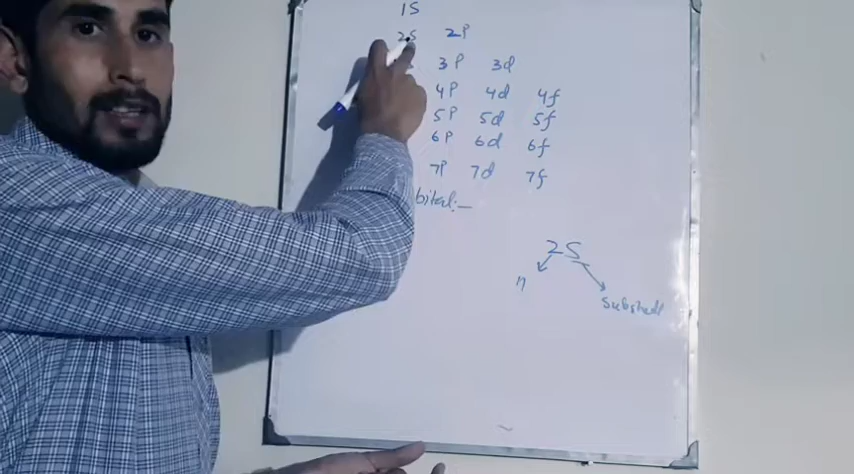 1S
2S 2P
3P 3d
4P 4d 4f
5P 5d 5f
6P 6d 6f
7P 7d 7f
bital:-
2S
n
Subshell